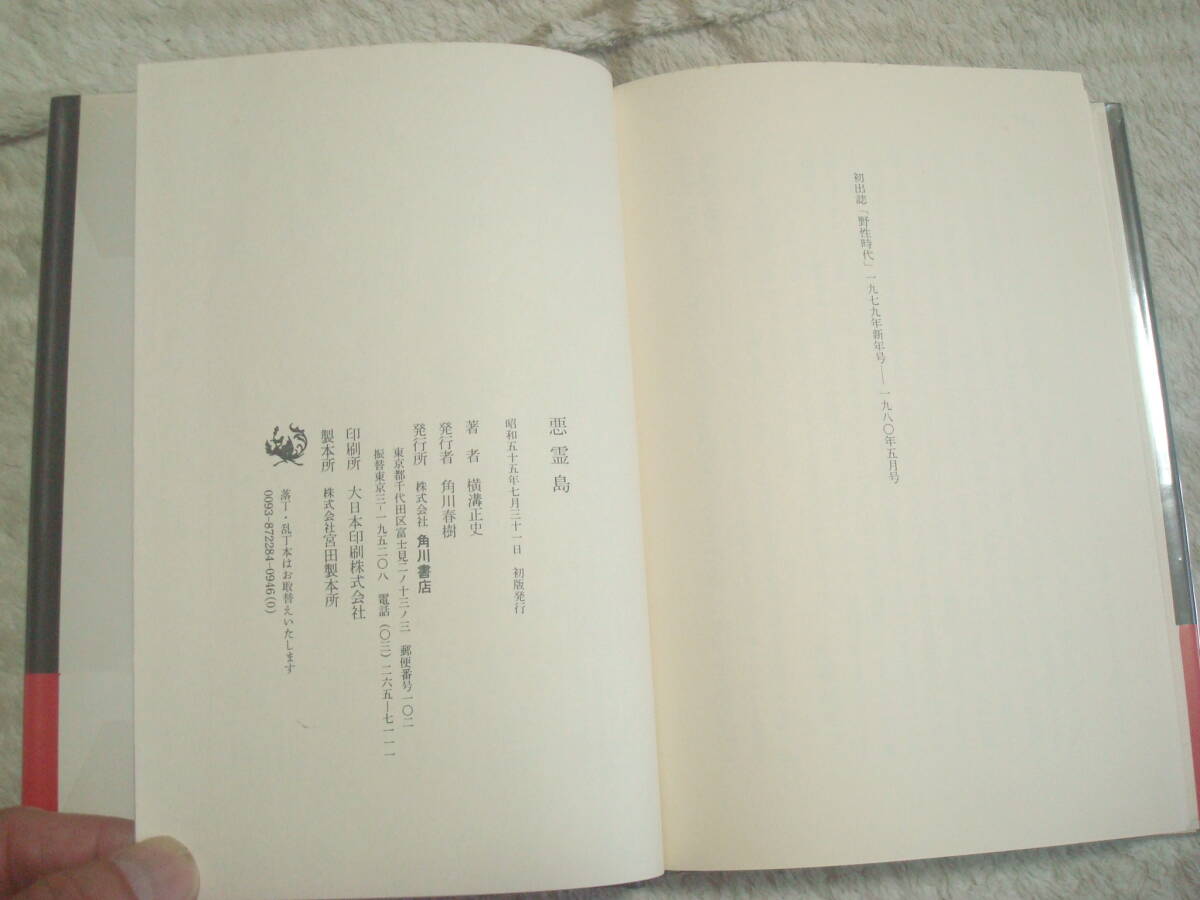 初出誌「野性時代」一九七九年新年号——一九八〇年五月号
悪霊島
昭和五十五年七月三十一日 初版発行
著者 横溝正史
発行者 角川春樹
発行所 株式会社 角川書店
東京都千代田区富士見二ノ十三ノ三 郵便番号一〇二
振替東京三-一九五二〇八 電話(〇三)二六五-七一一一
印刷所 大日本印刷株式会社
製本所 株式会社宮田製本所
落丁・乱丁本はお取替えいたします
0093-872284-0946(0)